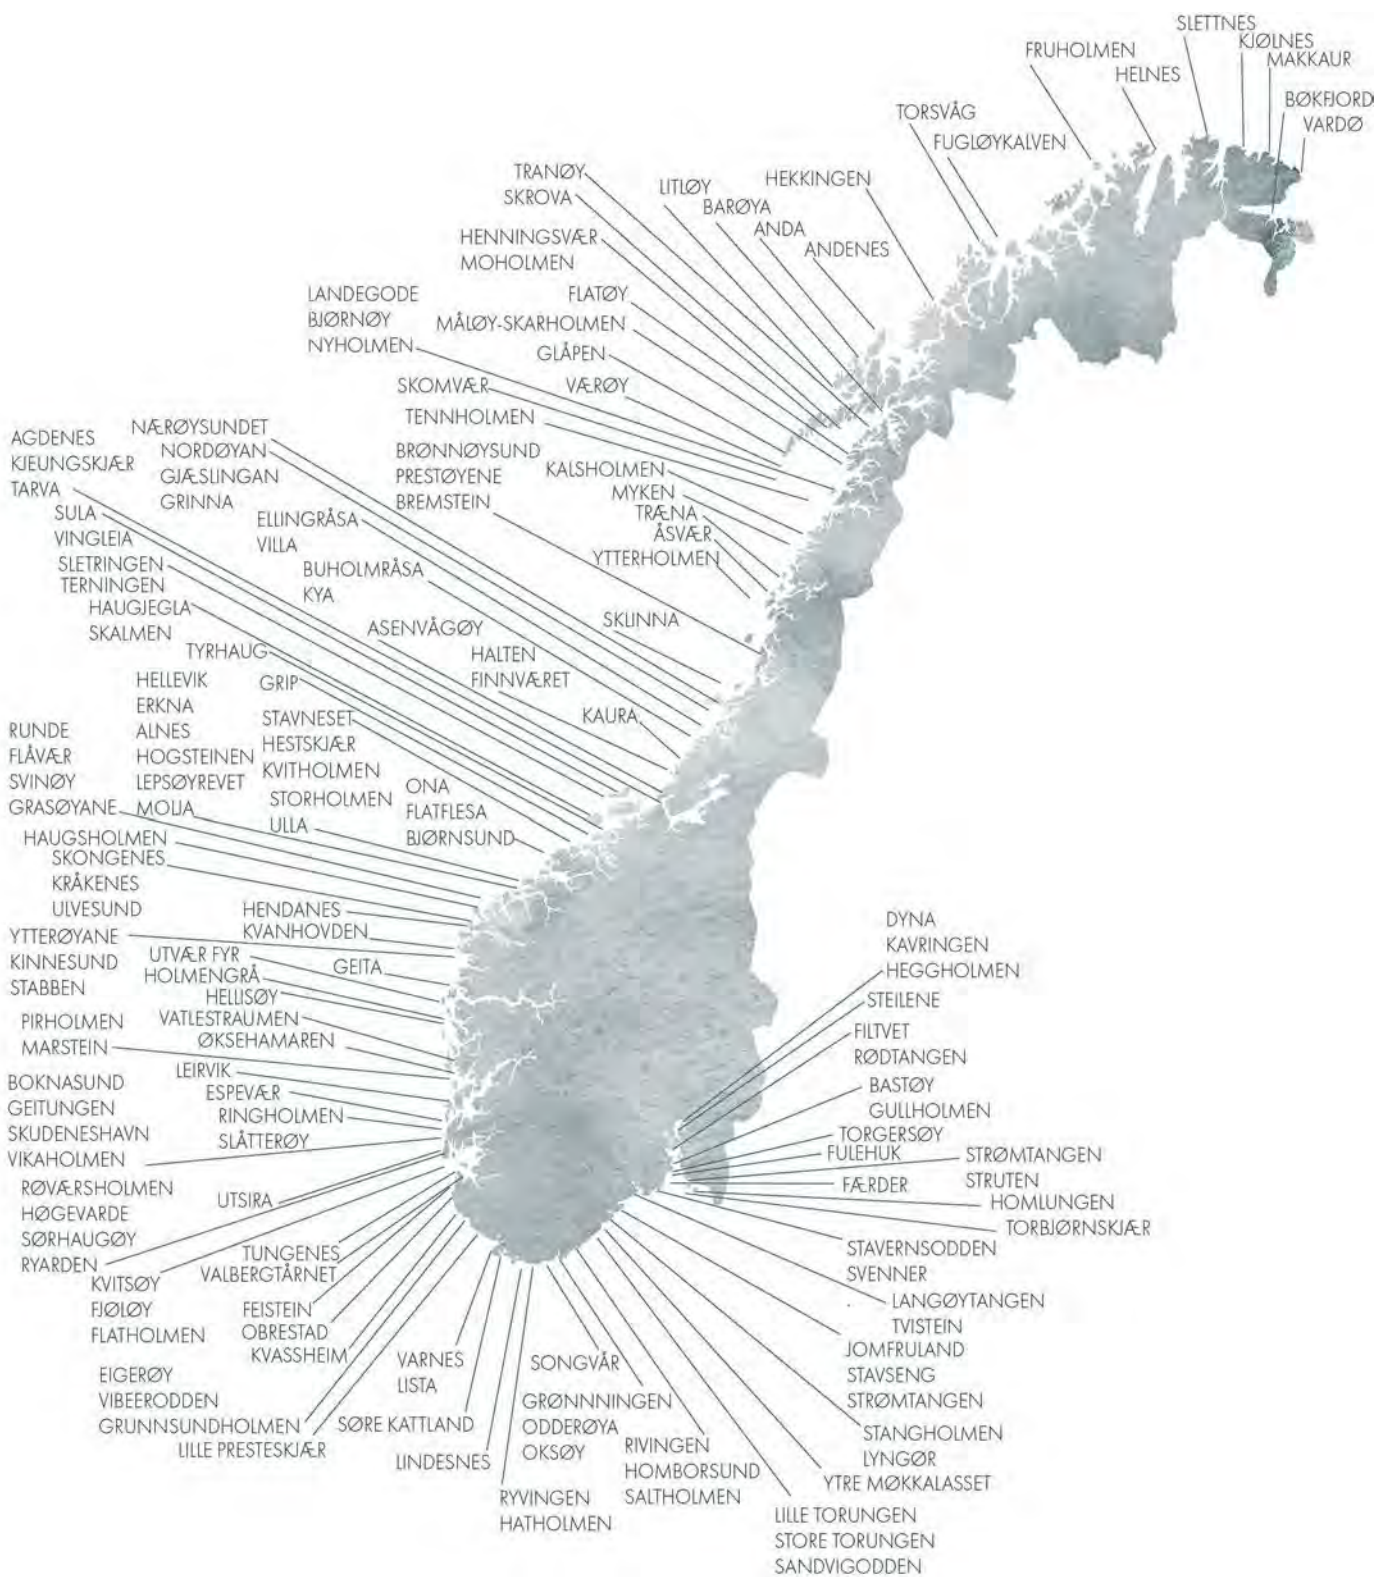 SLETTNES
KJØLNES
MAKKAUR
FRUHOLMEN
HELNES
BØKFJORD
VARDØ
TORSVÅG
FUGLØYKALVEN
TRANØY
SKROVA
LITLØY
BARØYA
HEKKINGEN
ANDA
ANDENES
HENNINGSVÆR
MOHOLMEN
LANDEGODE
BJØRNØY
NYHOLMEN
FLATØY
MÅLØY-SKARHOLMEN
GLÅPEN
SKOMVÆR
VÆRØY
TENNHOLMEN
AGDENES
KJEUNGSKJÆR
TARVA
NÆRØYSUNDET
NORDØYAN
GJÆSLINGAN
GRINNA
BRØNNØYSUND
PRESTØYENE
BREMSTEIN
KALSHOLMEN
MYKEN
TRÆNA
ÅSVÆR
YTTERHOLMEN
SULA
VINGLEIA
SLETRINGEN
TERNINGEN
HAUGJEGLA
SKALMEN
ELLINGRÅSA
VILLA
BUHOLMRÅSA
KYA
ASENVÅGØY
SKLINNA
HALTEN
FINNVÆRET
KAURA
TYRHAUG
GRIP
HELLEVIK
ERKNA
ALNES
HOGSTEINEN
LEPSØYREVET
MOLJA
STAVNESET
HESTSKJÆR
KVITHOLMEN
STORHOLMEN
ULLA
ONA
FLATFLESA
BJØRNSUND
RUNDE
FLÅVÆR
SVINØY
GRASØYANE
HAUGSHOLMEN
SKONGENES
KRÅKENES
ULVESUND
HENDANES
KVANHOVDEN
YTTERØYANE
KINNESUND
STABBEN
UTVÆR FYR
HOLMENGRÅ
HELLISØY
GEITA
VATLESTRAUMEN
ØKSEHAMAREN
PIRHOLMEN
MARSTEIN
LEIRVIK
ESPEVÆR
RINGHOLMEN
SLÅTTERØY
BOKNASUND
GEITUNGEN
SKUDENESHAVN
VIKAHOLMEN
RØVÆRSHOLMEN
HØGEVARDE
SØRHAUGØY
RYARDEN
UTSIRA
KVITSØY
FJØLØY
FLATHOLMEN
TUNGENES
VALBERGTÅRNET
FEISTEIN
OBRESTAD
KVASSHEIM
EIGERØY
VIBEERODDEN
GRUNNSUNDHOLMEN
LILLE PRESTESKJÆR
VARNES
LISTA
SØRE KATTLAND
LINDESNES
RYVINGEN
HATHOLMEN
SONGVÅR
GRØNNNINGEN
ODDERØYA
OKSØY
RIVINGEN
HOMBORSUND
SALTHOLMEN
LILLE TORUNGEN
STORE TORUNGEN
SANDVIGODDEN
YTRE MØKKALASSET
STANGHOLMEN
LYNGØR
JOMFRULAND
STAVSENG
STRØMTANGEN
LANGØYTANGEN
TVISTEIN
STAVERNSODDEN
SVENNER
DYNA
KAVRINGEN
HEGGHOLMEN
STEILENE
FILTVET
RØDTANGEN
BASTØY
GULLHOLMEN
TORGERSØY
FULEHUK
FÆRDER
STRØMTANGEN
STRUTEN
HOMLUNGEN
TORBJØRNSKJÆR